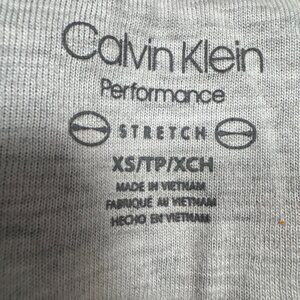 Calvin Klein
Performance
STRETCH
XS/TP/XCH
MADE IN VIETNAM
FABRIQUÉ AU VIETNAM
HECHO EN VIETNAM